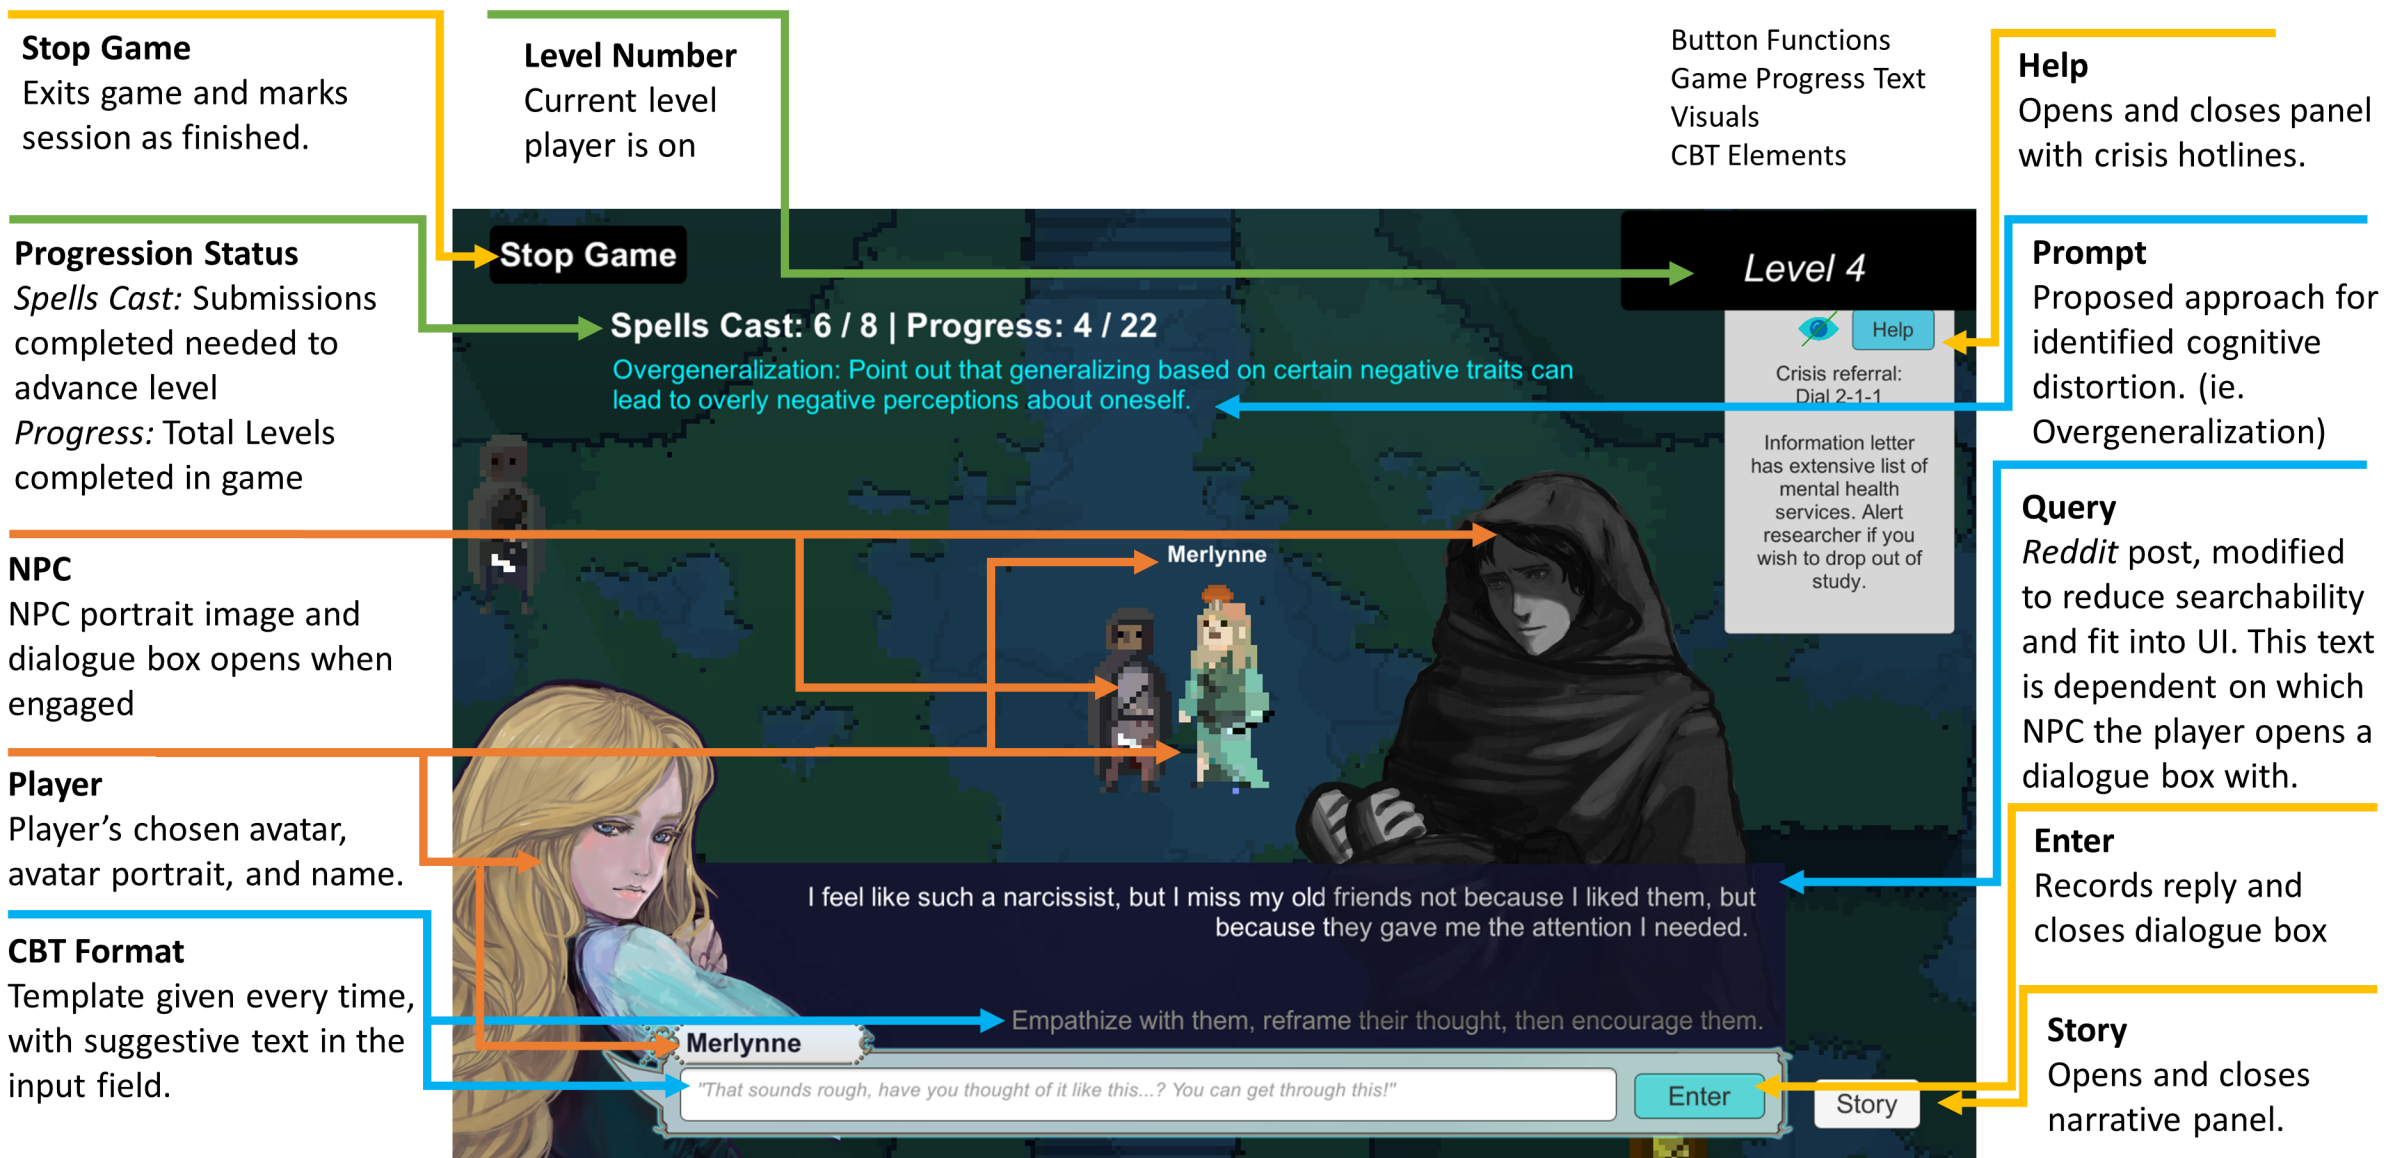 Stop Game
Exits game and marks
session as finished.
Level Number
Current level
player is on
Button Functions
Game Progress Text
Visuals
CBT Elements
Help
Opens and closes panel
with crisis hotlines.
Progression Status
Spells Cast: Submissions
completed needed to
advance level
Progress: Total Levels
completed in game
NPC
NPC portrait image and
dialogue box opens when
engaged
Player
Player’s chosen avatar,
avatar portrait, and name.
CBT Format
Template given every time,
with suggestive text in the
input field.
Stop Game
Level 4
Spells Cast: 6 / 8 | Progress: 4 / 22
Overgeneralization: Point out that generalizing based on certain negative traits can
lead to overly negative perceptions about oneself.
Help
Crisis referral:
Dial 2-1-1
Information letter
has extensive list of
mental health
services. Alert
researcher if you
wish to drop out of
study.
Merlynne
I feel like such a narcissist, but I miss my old friends not because I liked them, but
because they gave me the attention I needed.
Empathize with them, reframe their thought, then encourage them.
Merlynne
"That sounds rough, have you thought of it like this...? You can get through this!"
Enter
Story
Prompt
Proposed approach for
identified cognitive
distortion. (ie.
Overgeneralization)
Query
Reddit post, modified
to reduce searchability
and fit into UI. This text
is dependent on which
NPC the player opens a
dialogue box with.
Enter
Records reply and
closes dialogue box
Story
Opens and closes
narrative panel.